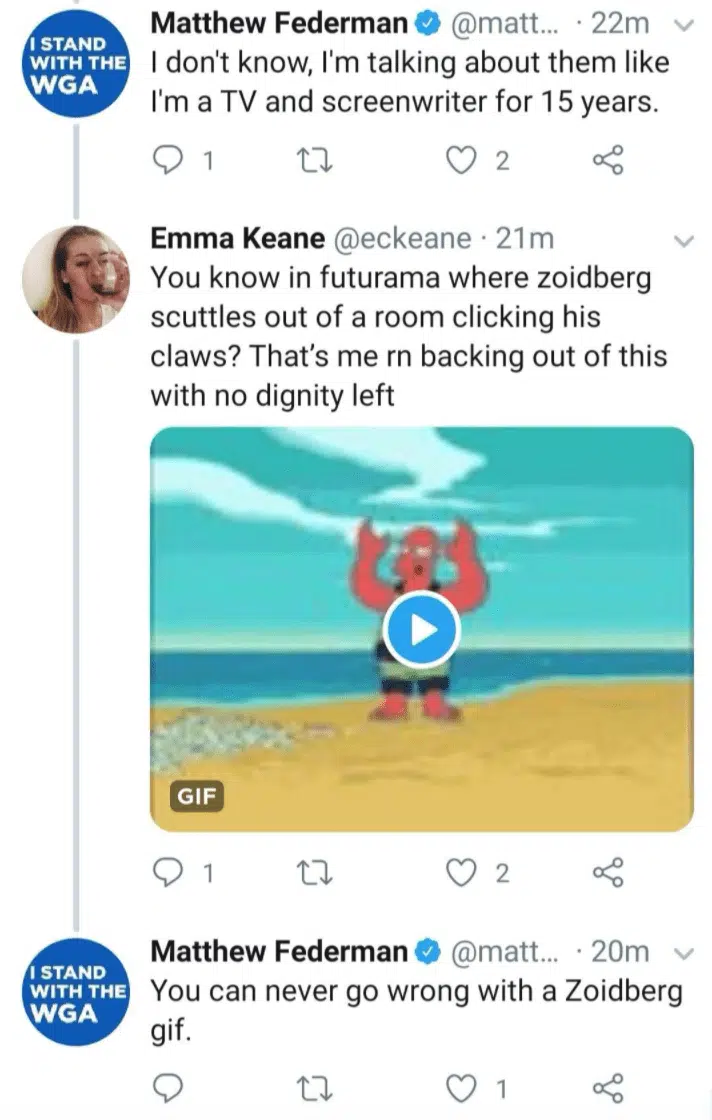 I STAND
WITH THE
WGA
Matthew Federman @matt... · 22m
I don't know, I'm talking about them like
I'm a TV and screenwriter for 15 years.
1 2
Emma Keane @eckeane · 21m
You know in futurama where zoidberg
scuttles out of a room clicking his
claws? That’s me rn backing out of this
with no dignity left
GIF
1 2
I STAND
WITH THE
WGA
Matthew Federman @matt... · 20m
You can never go wrong with a Zoidberg
gif.
1